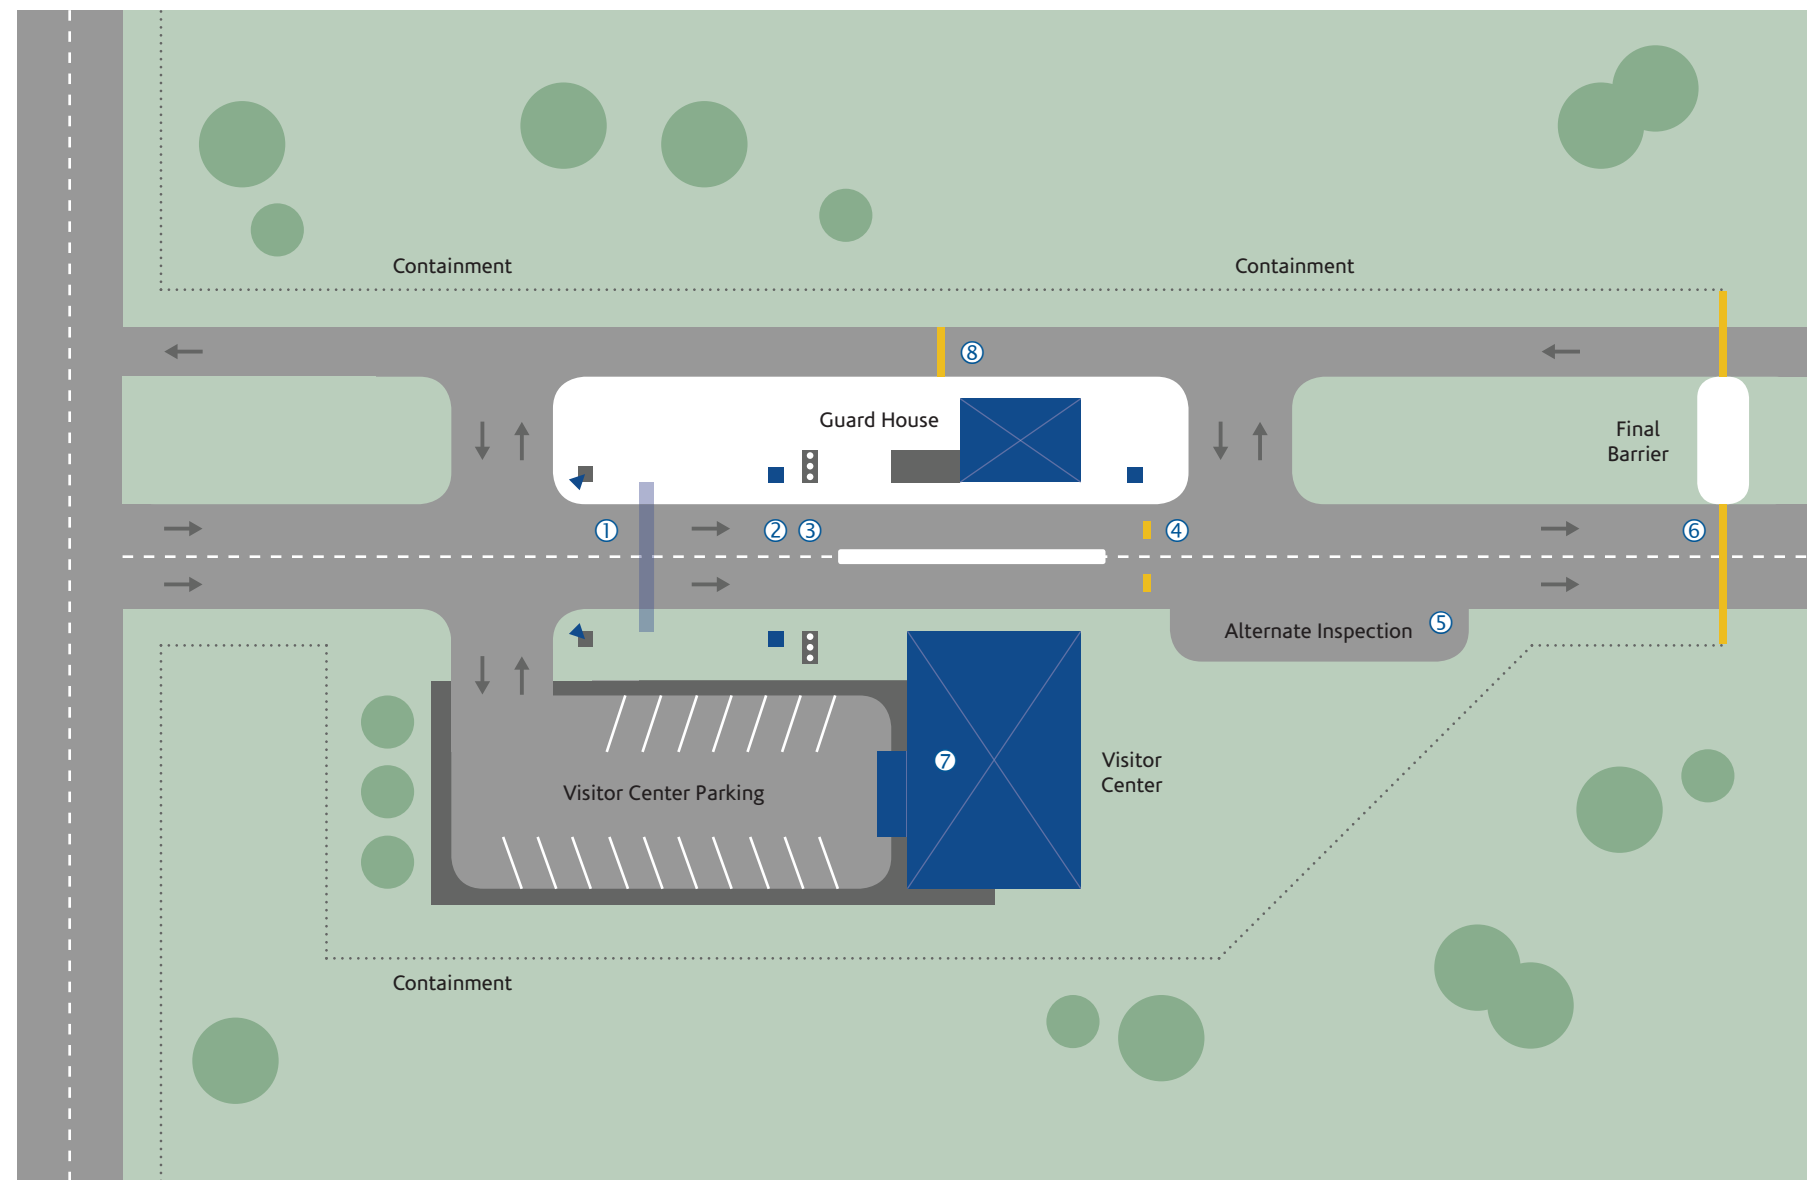 Containment
Containment
⑧
Guard House
Final
Barrier
①
②
③
④
⑥
Alternate Inspection
⑤
⑦
Visitor
Center
Visitor Center Parking
Containment